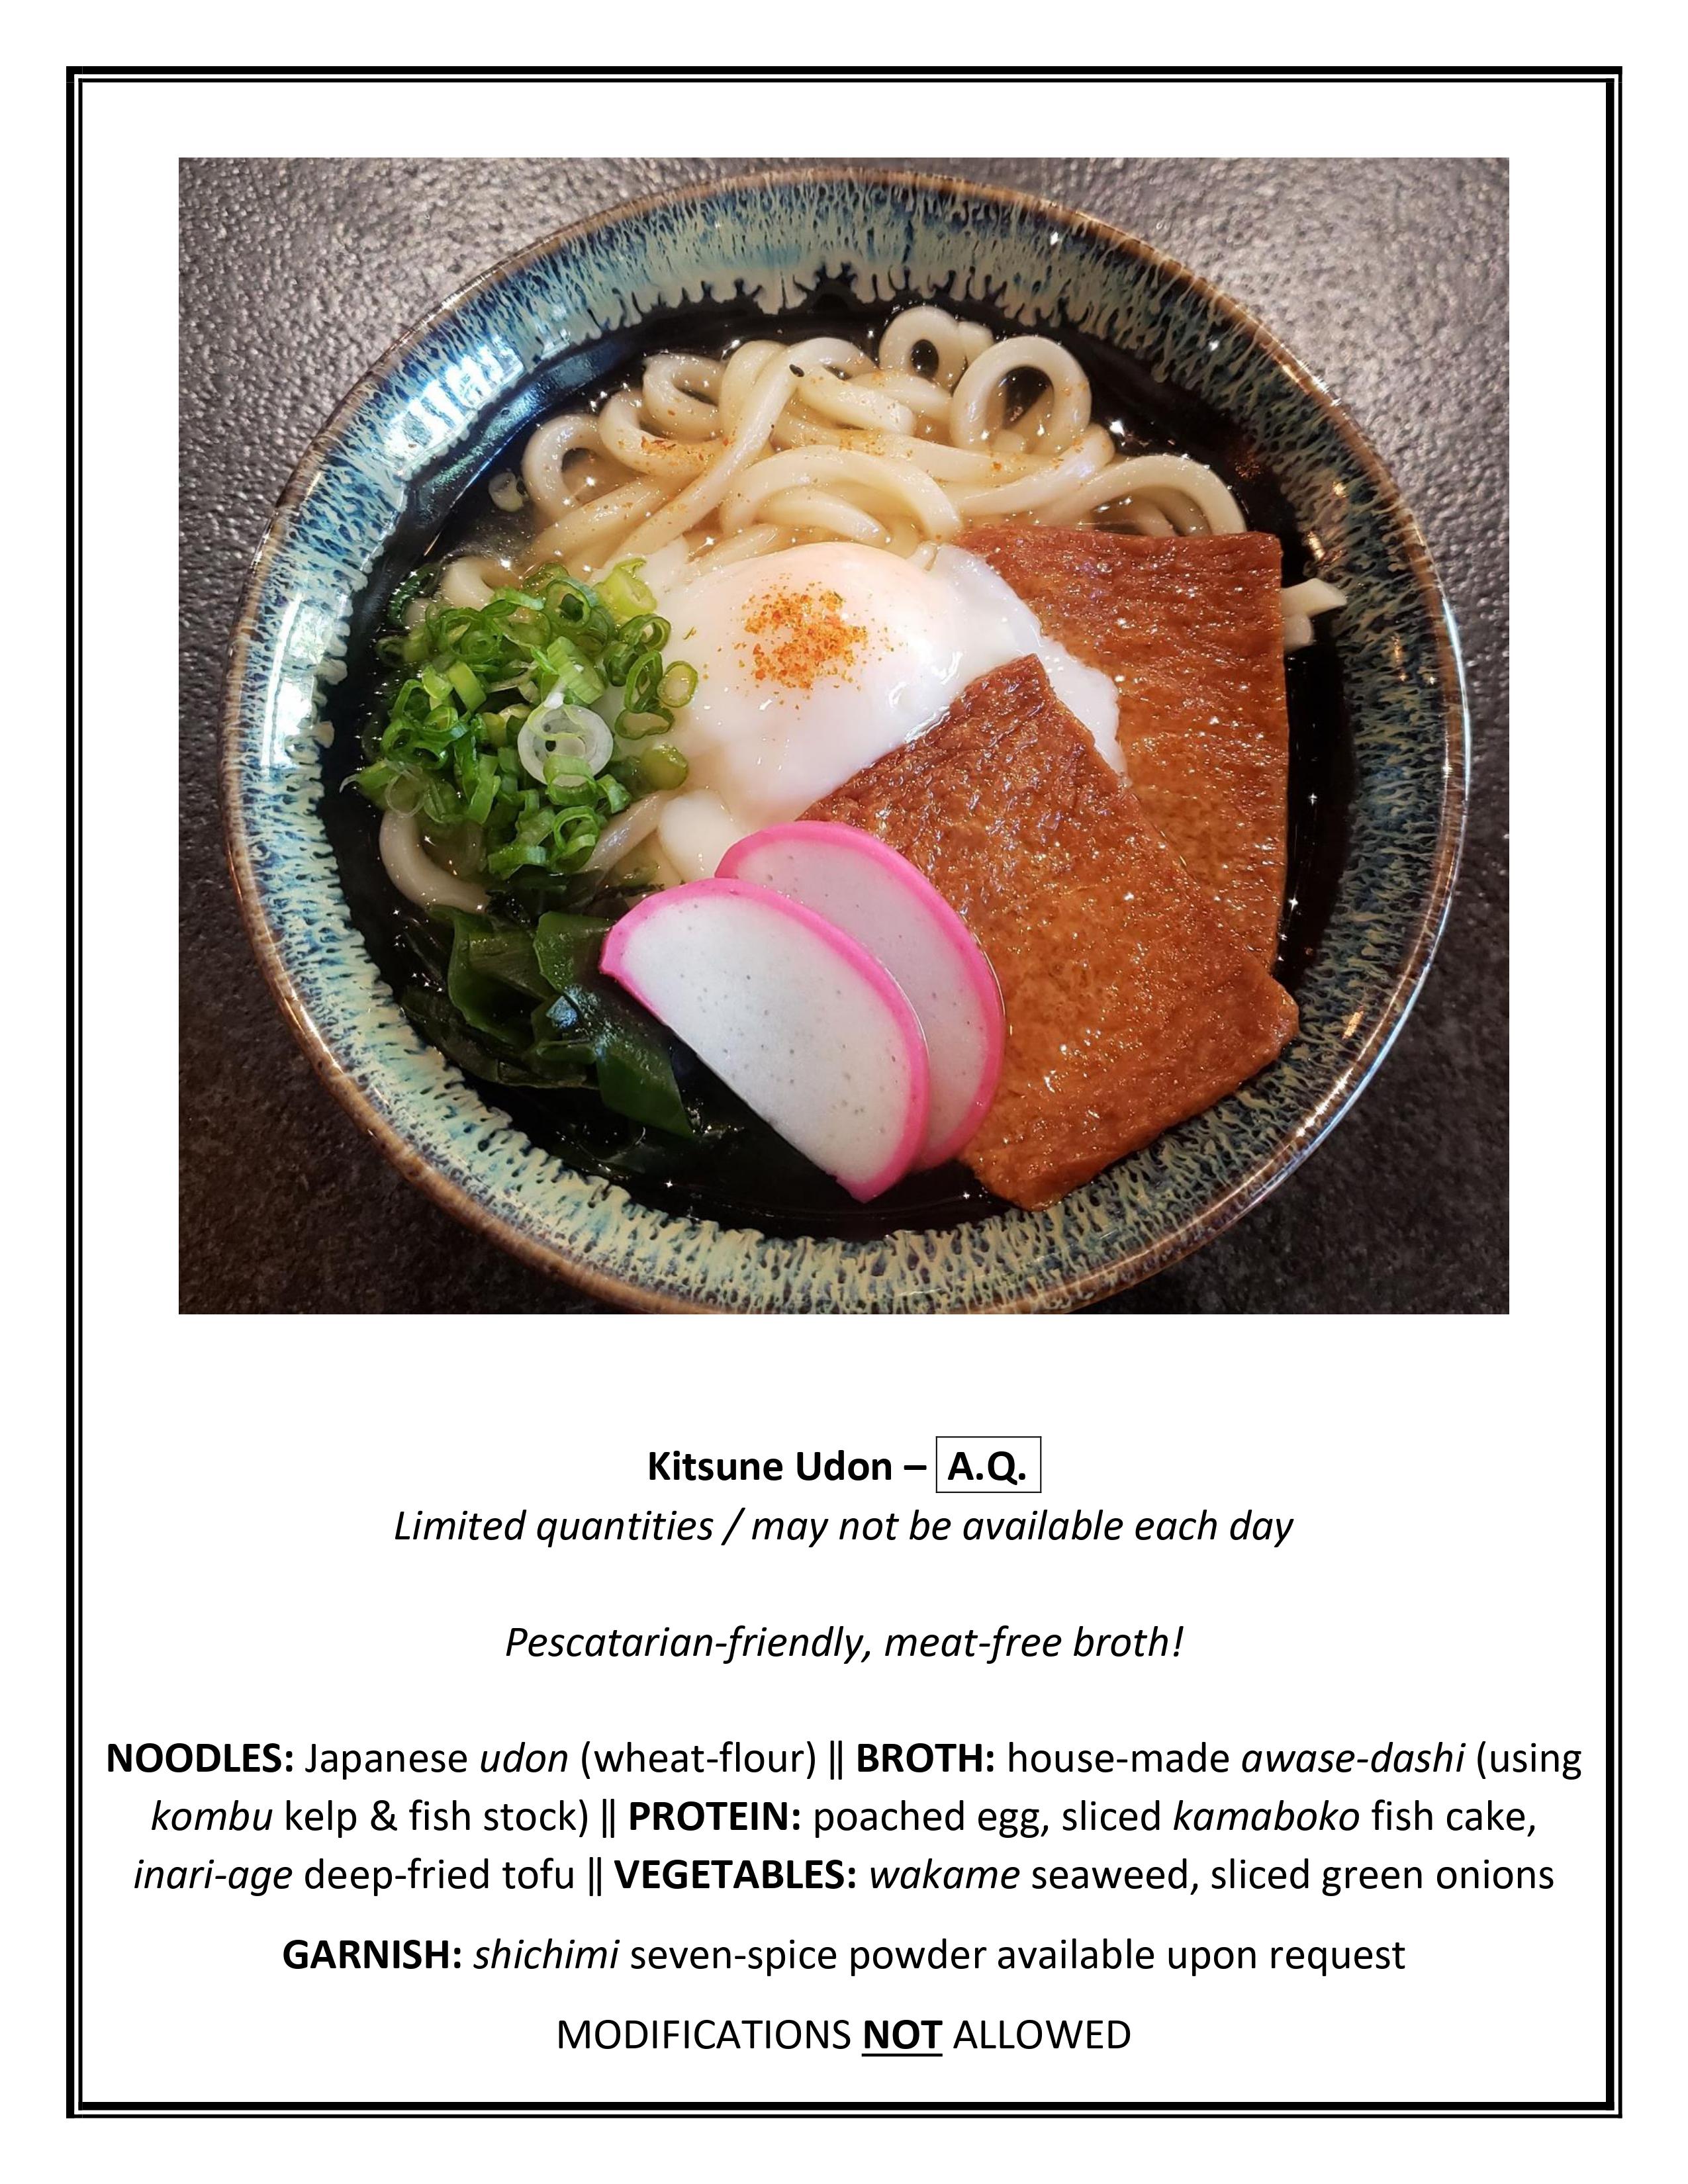 Kitsune Udon – A.Q.
Limited quantities / may not be available each day
Pescatarian-friendly, meat-free broth!
NOODLES: Japanese udon (wheat-flour) ‖ BROTH: house-made awase-dashi (using
kombu kelp & fish stock) ‖ PROTEIN: poached egg, sliced kamaboko fish cake,
inari-age deep-fried tofu ‖ VEGETABLES: wakame seaweed, sliced green onions
GARNISH: shichimi seven-spice powder available upon request
MODIFICATIONS NOT ALLOWED